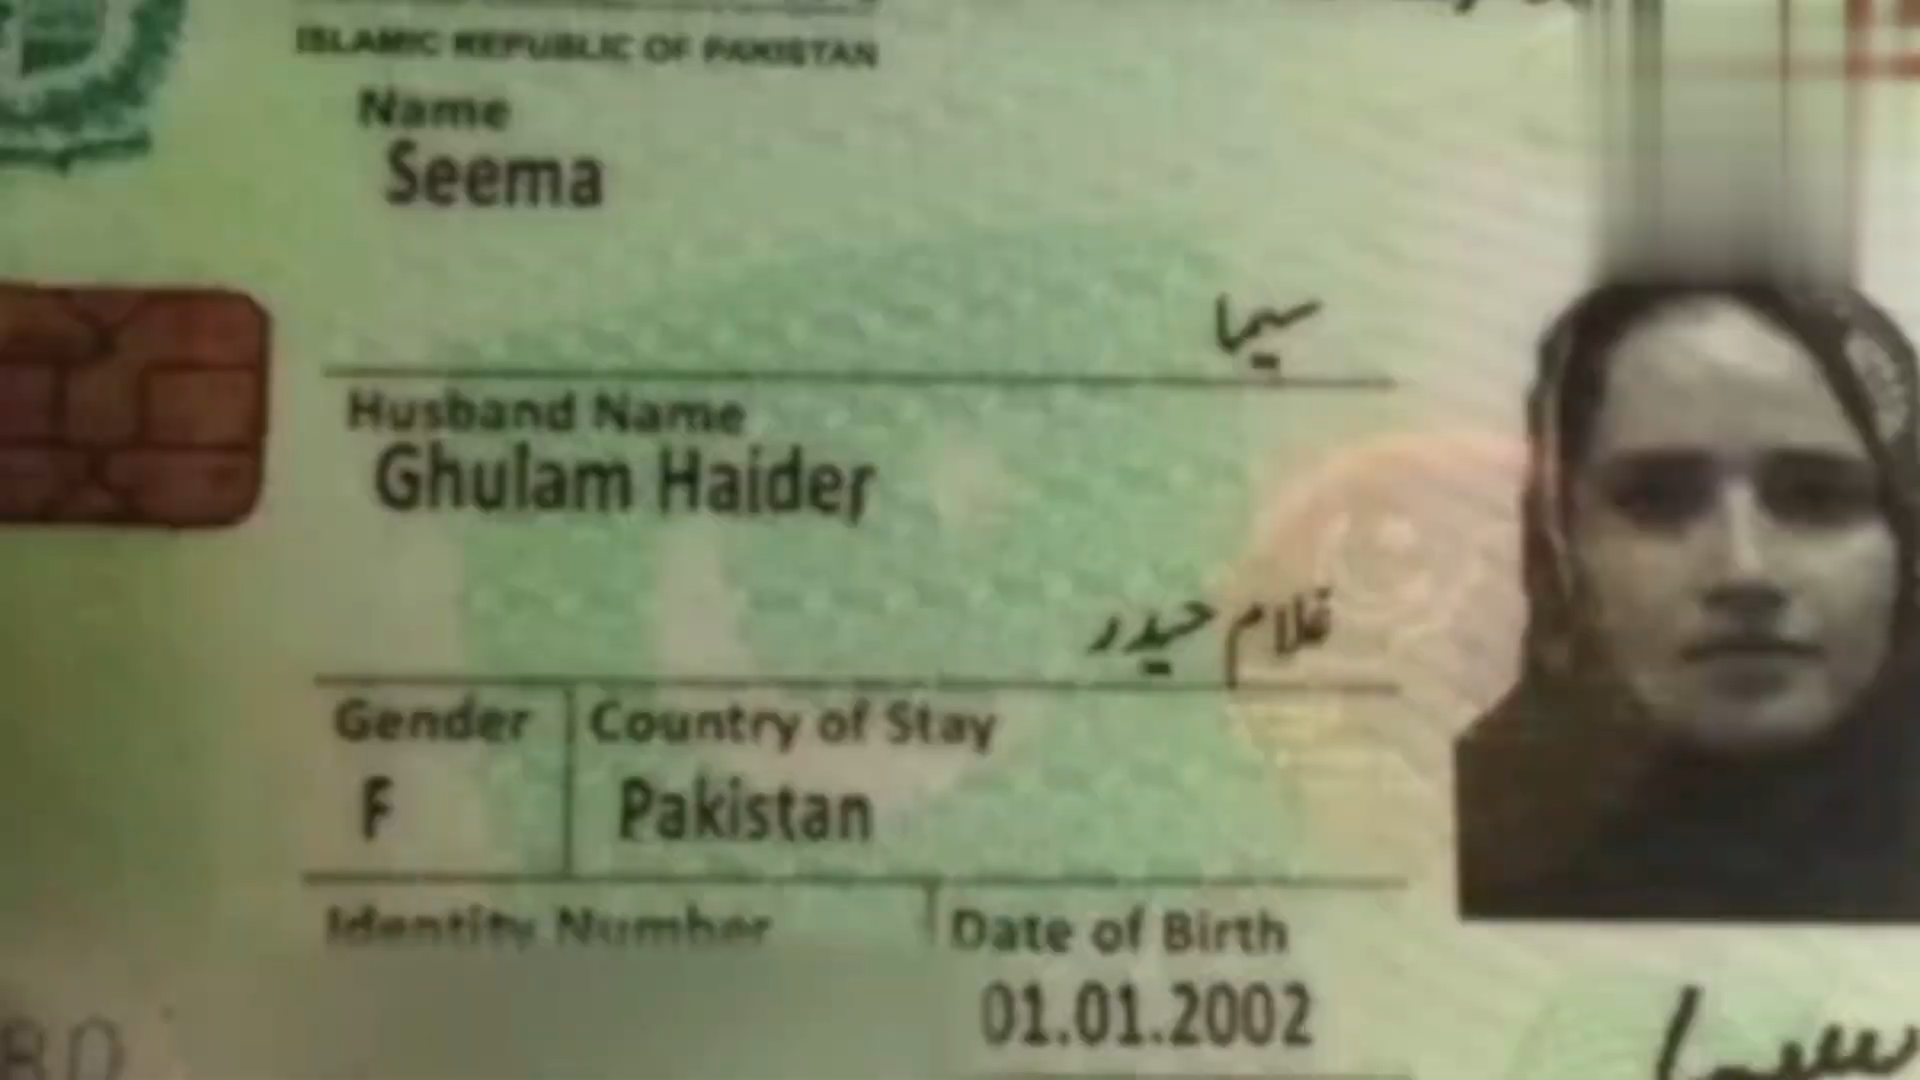 ISLAMIC REPUBLIC OF PAKISTAN
Name
Seema
سیما
Husband Name
Ghulam Haider
غلام حیدر
Gender
Country of Stay
F
Pakistan
Identity Number
Date of Birth
01.01.2002